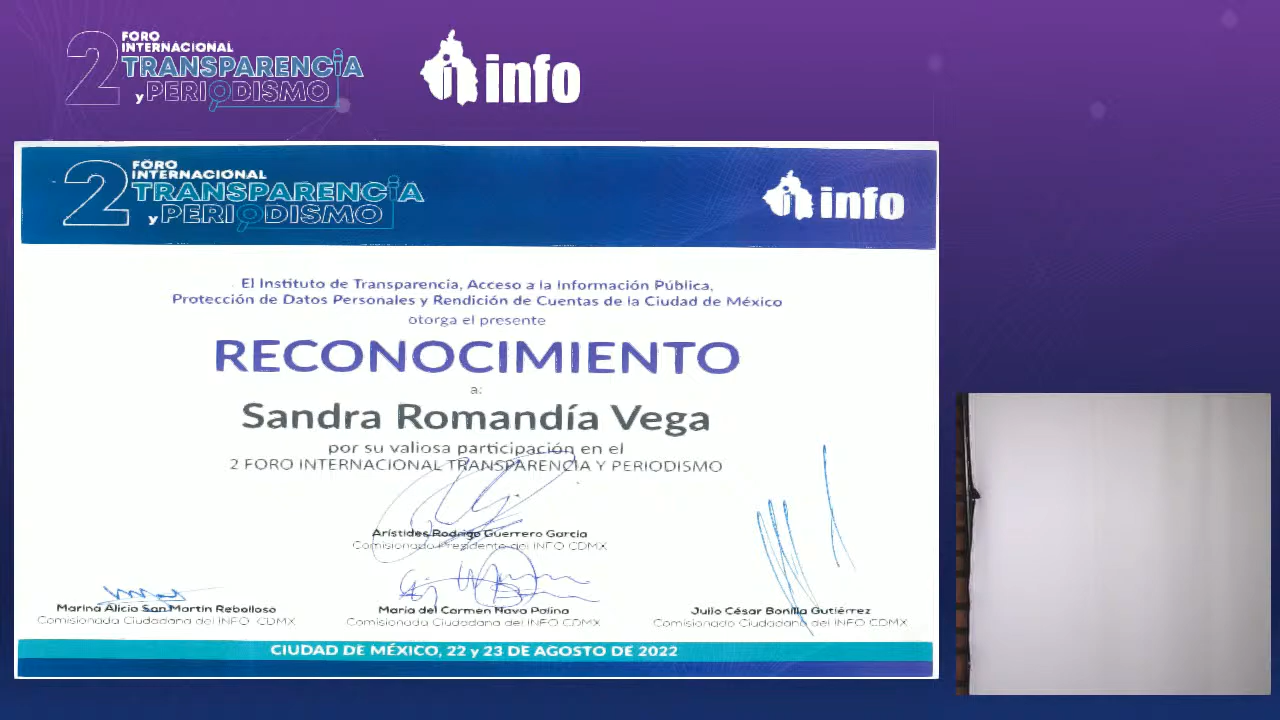 2 FORO
INTERNACIONAL
TRANSPARENCIA
y PERIODISMO
info
2 FORO
INTERNACIONAL
TRANSPARENCIA
y PERIODISMO
info
El Instituto de Transparencia, Acceso a la Información Pública,
Protección de Datos Personales y Rendición de Cuentas de la Ciudad de México
otorga el presente
RECONOCIMIENTO
a:
Sandra Romandía Vega
por su valiosa participación en el
2 FORO INTERNACIONAL TRANSPARENCIA Y PERIODISMO
Arístides Rodrigo Guerrero García
Comisionado Presidente del INFO CDMX
Marina Alicia San Martín Rebolloso
Comisionada Ciudadana del INFO CDMX
María del Carmen Nava Polina
Comisionada Ciudadana del INFO CDMX
Julio César Bonilla Gutiérrez
Comisionado Ciudadano del INFO CDMX
CIUDAD DE MÉXICO, 22 y 23 DE AGOSTO DE 2022